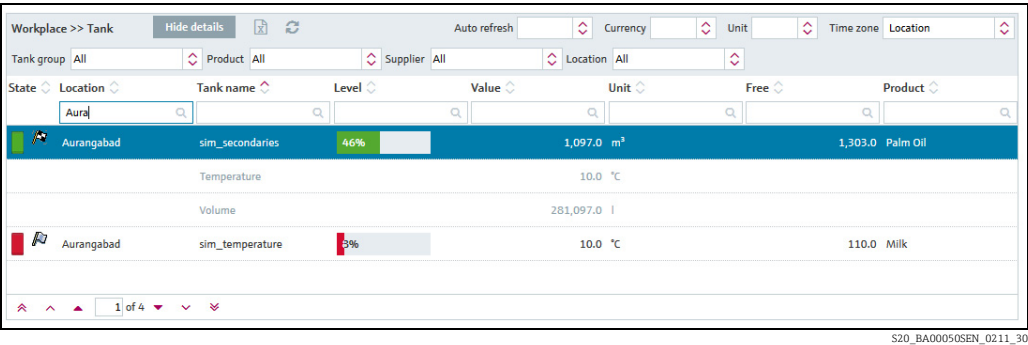 Workplace >> Tank Hide details Auto refresh Currency Unit Time zone Location
Tank group All Product All Supplier All Location All
State Location Tank name Level Value Unit Free Product
Aura
Aurangabad sim_secondaries 46% 1,097.0 m³ 1,303.0 Palm Oil
Temperature 10.0 °C
Volume 281,097.0 l
Aurangabad sim_temperature 3% 10.0 °C 110.0 Milk
1 of 4
S20_BA00050SEN_0211_30